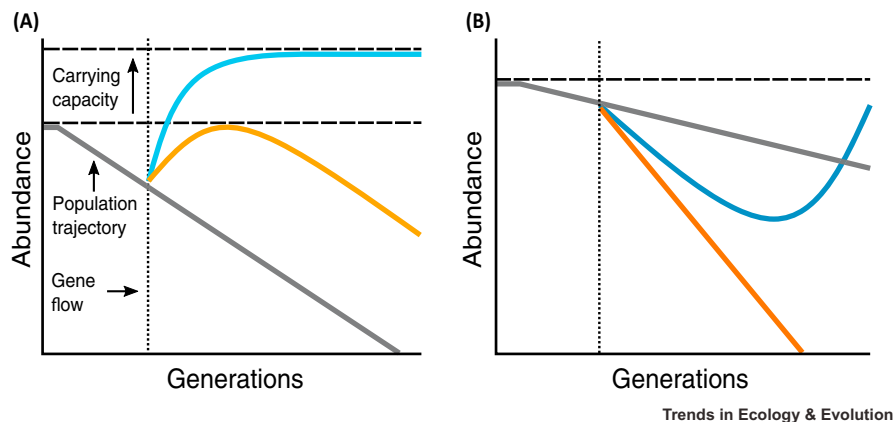 (A)
Carrying
capacity
Population
trajectory
Gene
flow
Abundance
Generations
(B)
Abundance
Generations
Trends in Ecology & Evolution